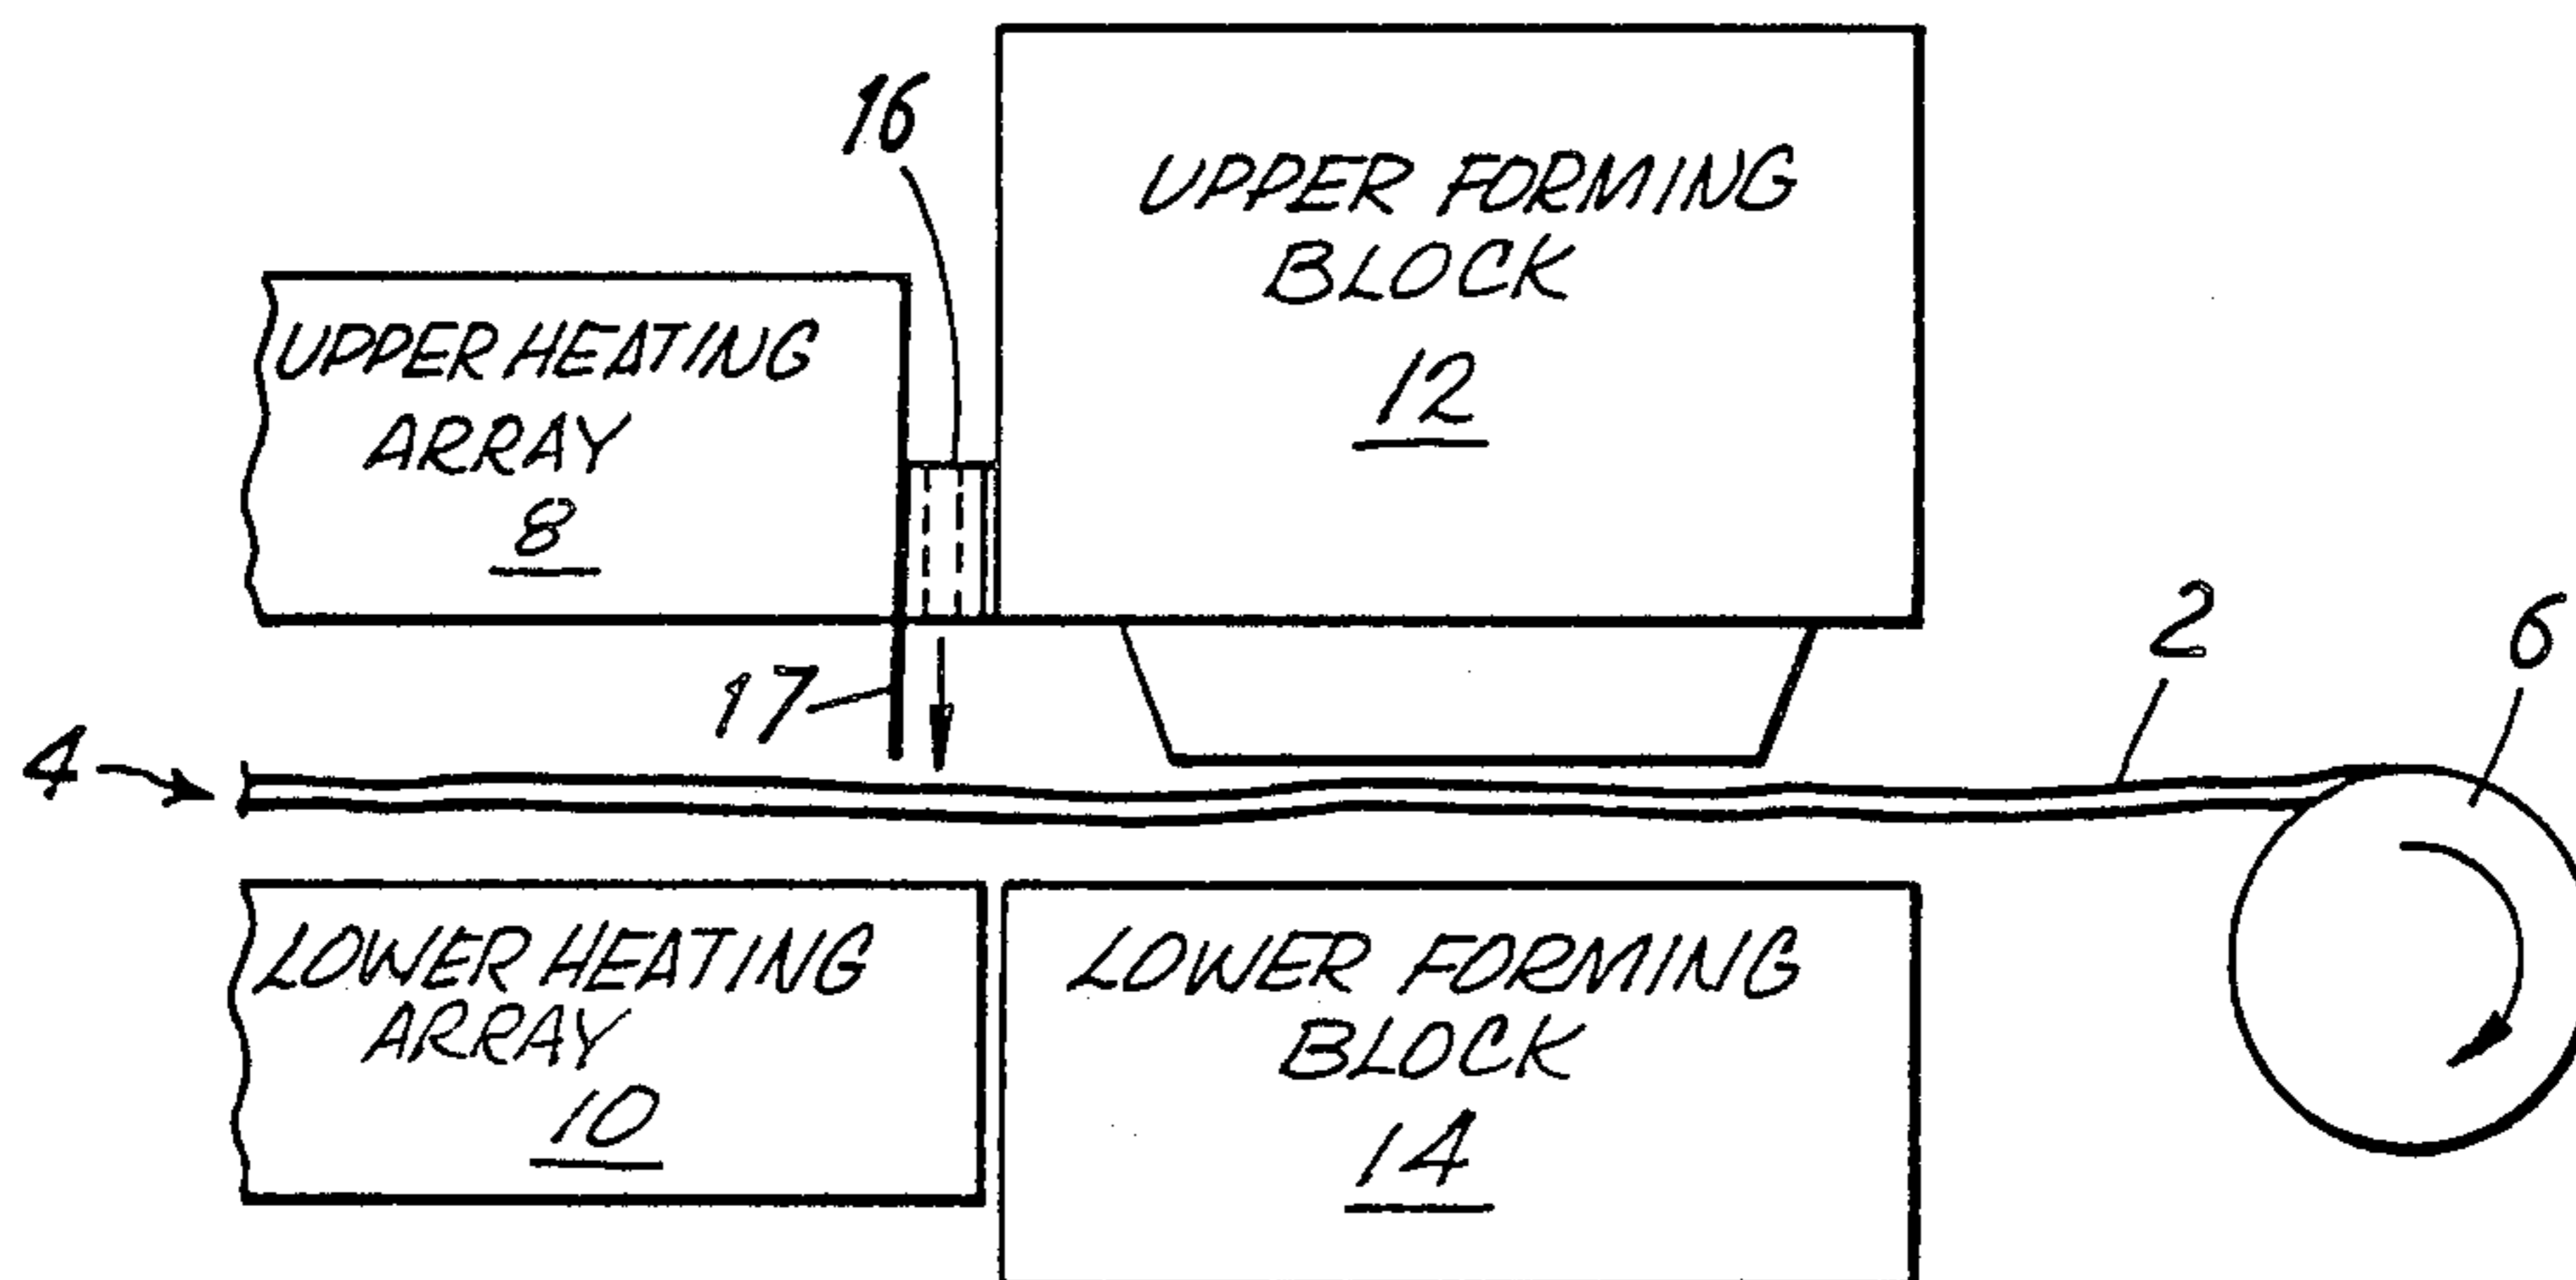 16
UPPER FORMING
BLOCK
12
UPPER HEATING
ARRAY
8
17
2
6
4
LOWER HEATING
ARRAY
10
LOWER FORMING
BLOCK
14